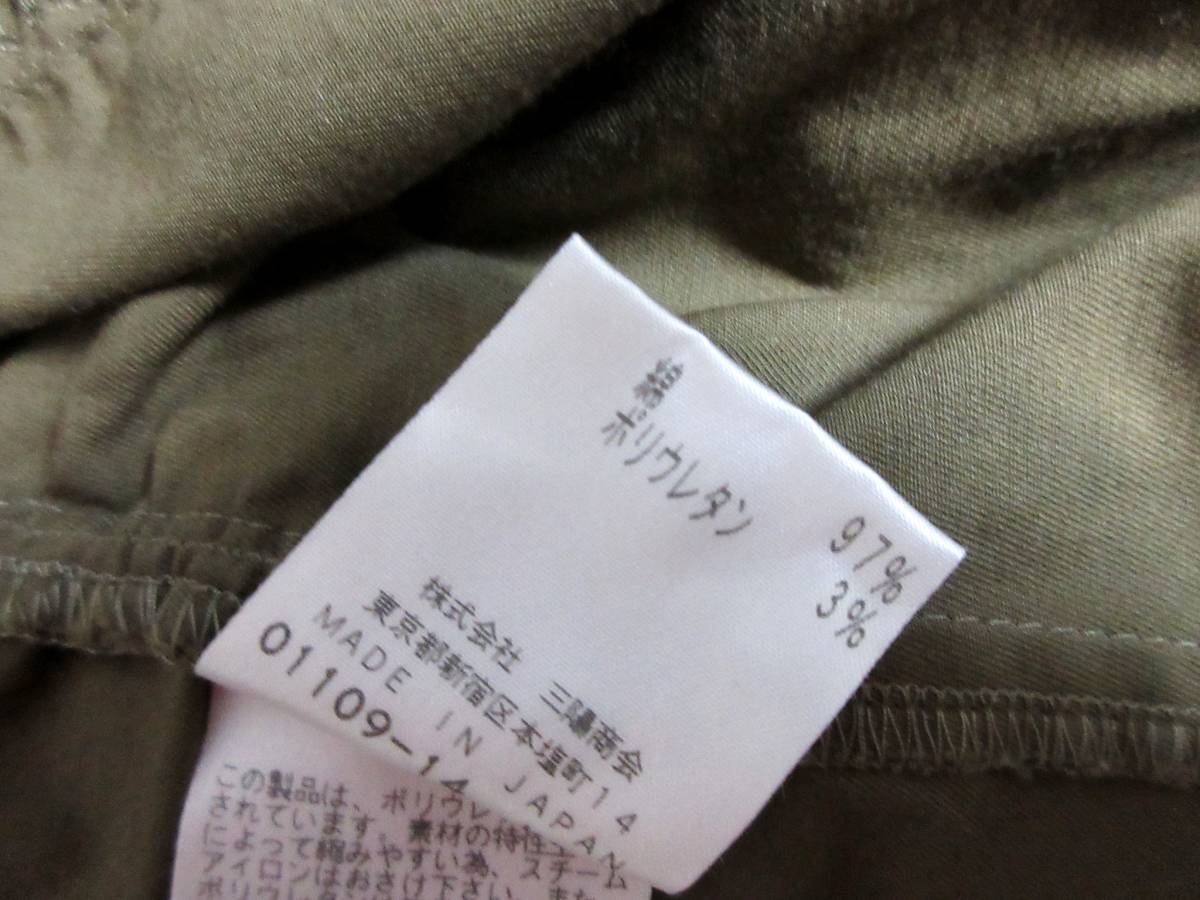 綿 97%
ポリウレタン 3%
株式会社 三陽商会
東京都新宿区本塩町14
MADE IN JAPAN
01109-14
この製品は、ポリウレ
されています。素材の特性
によって縮みやすい為、スチーム
アイロンはおさけ下さい。また